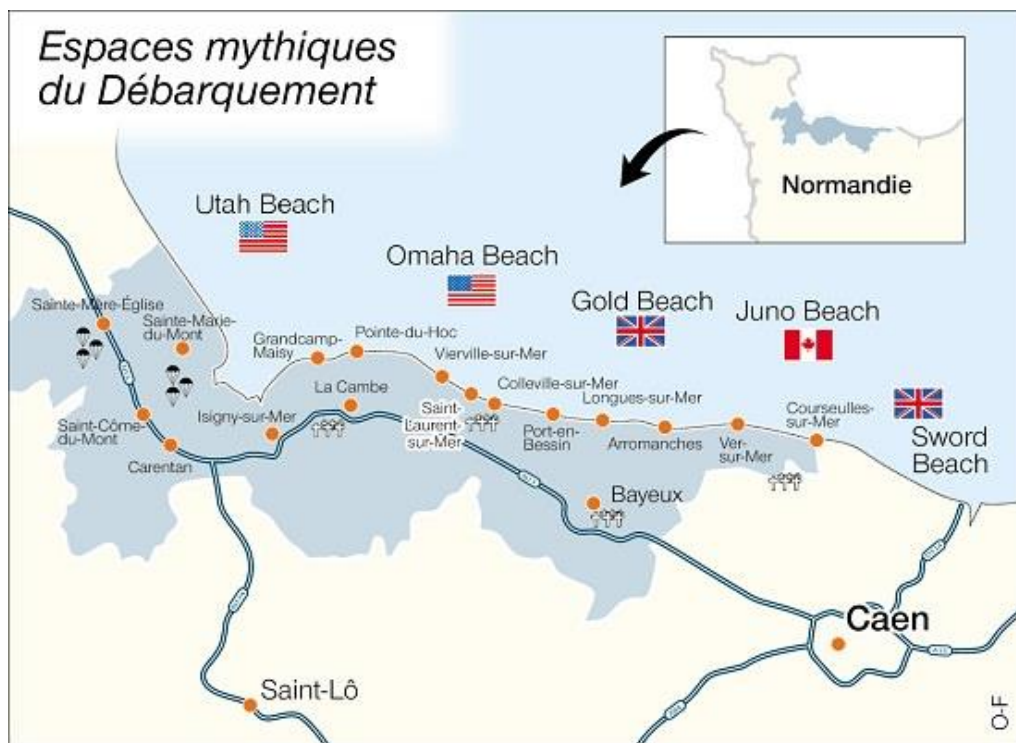 Espaces mythiques
du Débarquement
Normandie
Utah Beach
Omaha Beach
Gold Beach
Juno Beach
Sword
Beach
Sainte-Mère-Église
Sainte-Marie-
du-Mont
Grandcamp-
Maisy
Pointe-du-Hoc
Vierville-sur-Mer
La Cambe
Colleville-sur-Mer
Longues-sur-Mer
Courseulles-
sur-Mer
Saint-Côme-
du-Mont
Isigny-sur-Mer
Saint-
Laurent-
sur-Mer
Port-en-
Bessin
Arromanches
Ver-
sur-Mer
Carentan
Bayeux
Caen
Saint-Lô
O-F